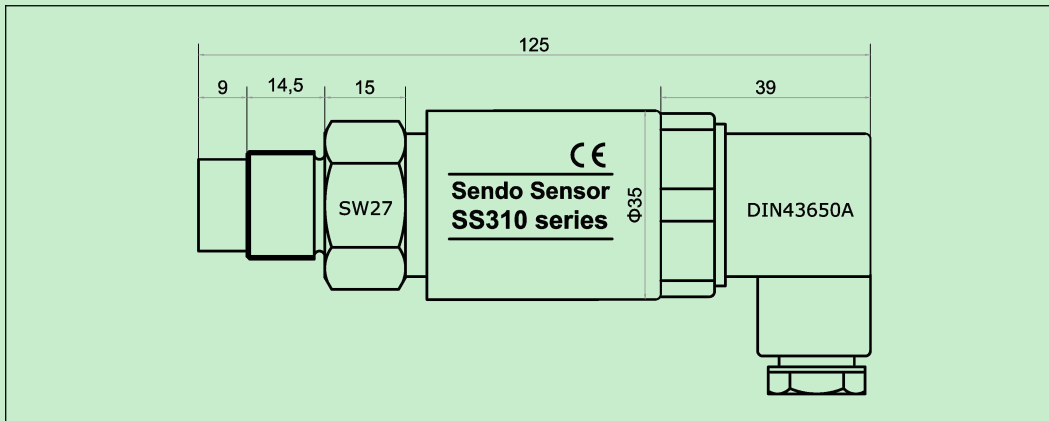 125
9
14,5
15
39
CE
Sendo Sensor
SS310 series
Φ35
SW27
DIN43650A